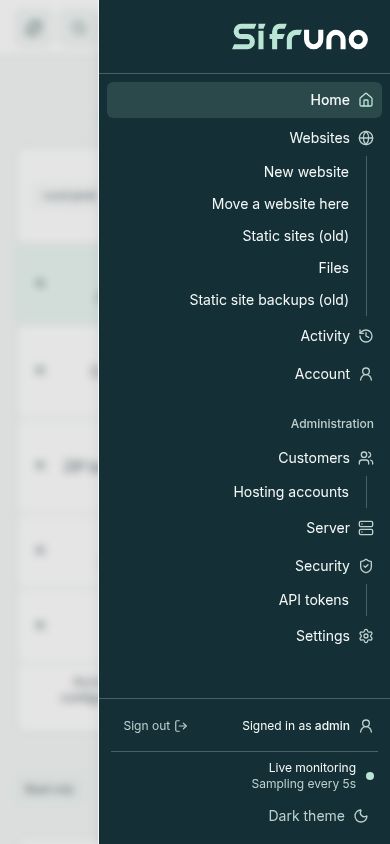 Sifruno
Home
Websites
New website
Move a website here
Static sites (old)
Files
Static site backups (old)
Activity
Account
Administration
Customers
Hosting accounts
Server
Security
API tokens
Settings
Sign out
Signed in as admin
Live monitoring
Sampling every 5s
Dark theme